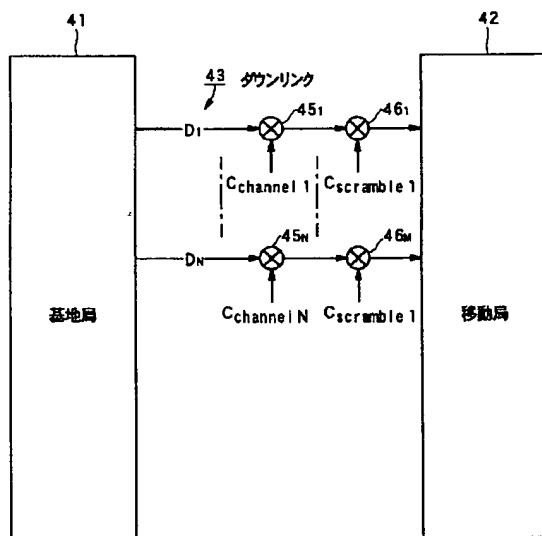 41
42
43 ダウンリンク
D1
451
461
Cchannel 1
Cscramble 1
DN
45N
46M
Cchannel N
Cscramble 1
基地局
移動局